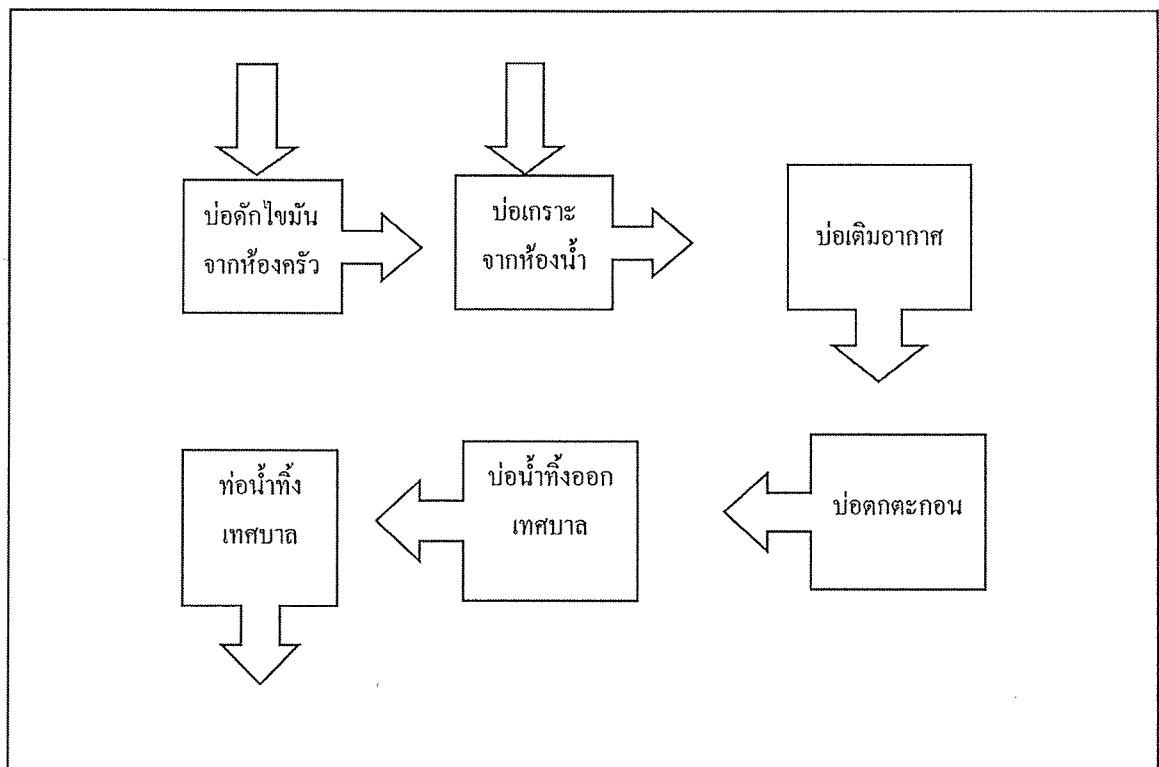 บ่อดักไขมัน
จากห้องครัว
บ่อเกราะ
จากห้องน้ำ
บ่อเติมอากาศ
บ่อตกตะกอน
บ่อน้ำทิ้งออก
เทศบาล
ท่อน้ำทิ้ง
เทศบาล